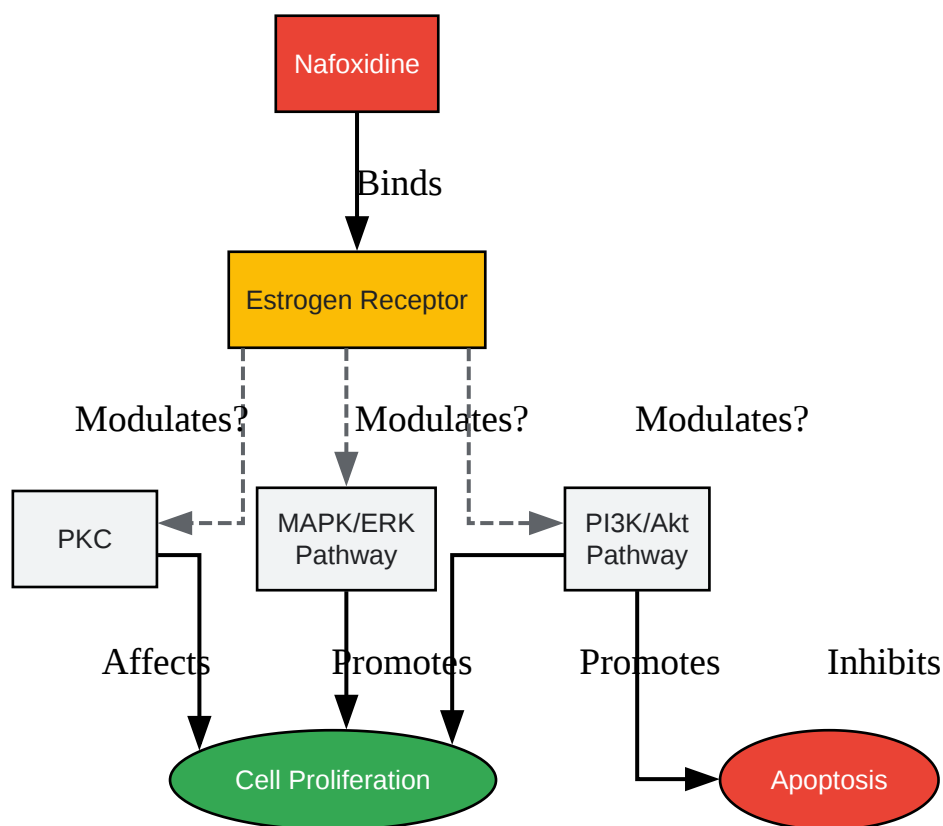 Nafoxidine
Binds
Estrogen Receptor
Modulates?
Modulates?
Modulates?
PKC
MAPK/ERK
Pathway
PI3K/Akt
Pathway
Affects
Promotes
Promotes
Inhibits
Cell Proliferation
Apoptosis